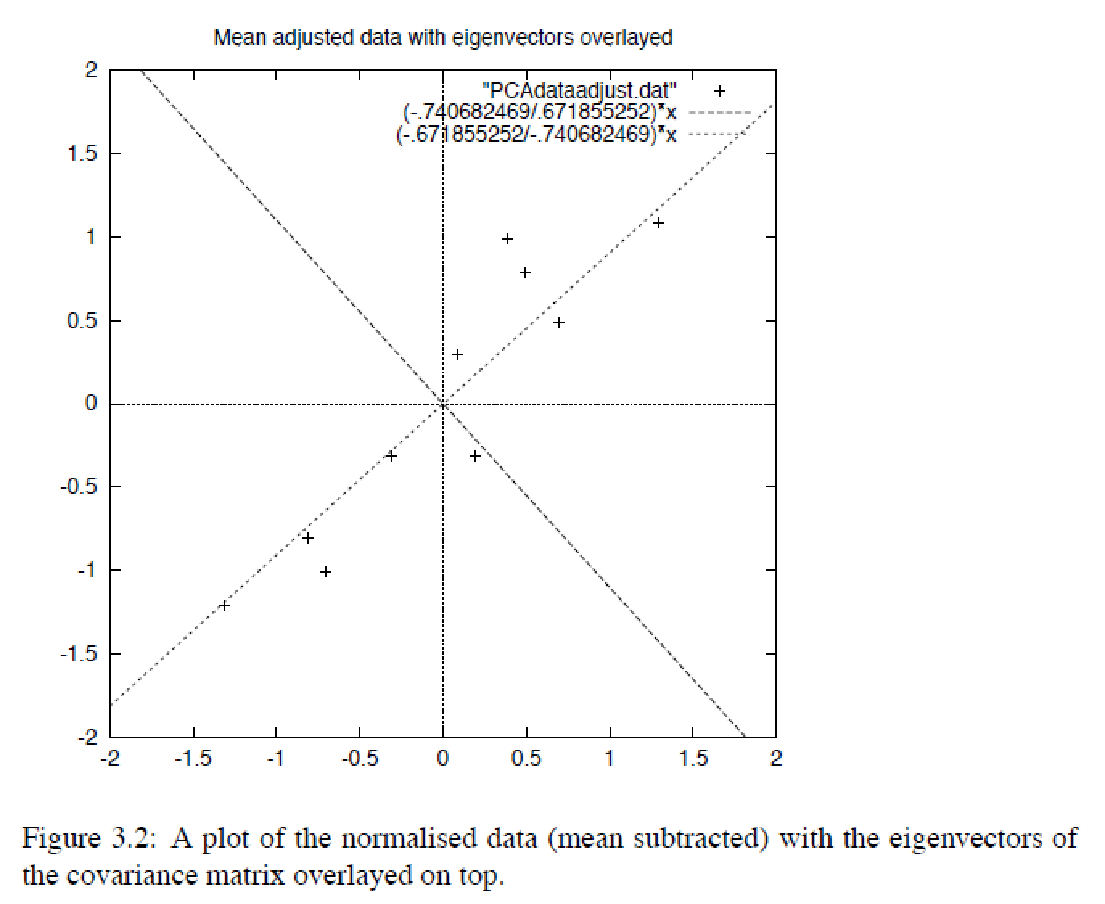 Mean adjusted data with eigenvectors overlayed
"PCAdataadjust.dat"
(-.740682469/.671855252)*x
(-.671855252/-.740682469)*x
2
1.5
1
0.5
0
-0.5
-1
-1.5
-2
-2 -1.5 -1 -0.5 0 0.5 1 1.5 2
Figure 3.2: A plot of the normalised data (mean subtracted) with the eigenvectors of
the covariance matrix overlayed on top.